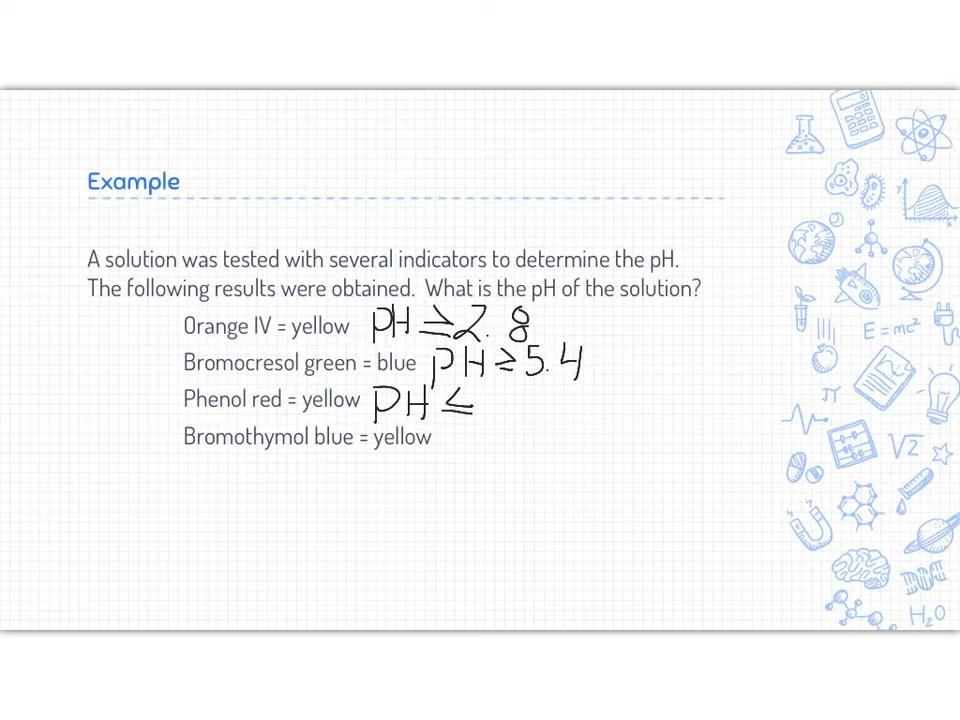 Example
A solution was tested with several indicators to determine the pH.
The following results were obtained. What is the pH of the solution?
Orange IV = yellow pH ≥ 2.8
Bromocresol green = blue pH ≥ 5.4
Phenol red = yellow pH ≤
Bromothymol blue = yellow
y
x
E = mc²
π
√2
H₂O